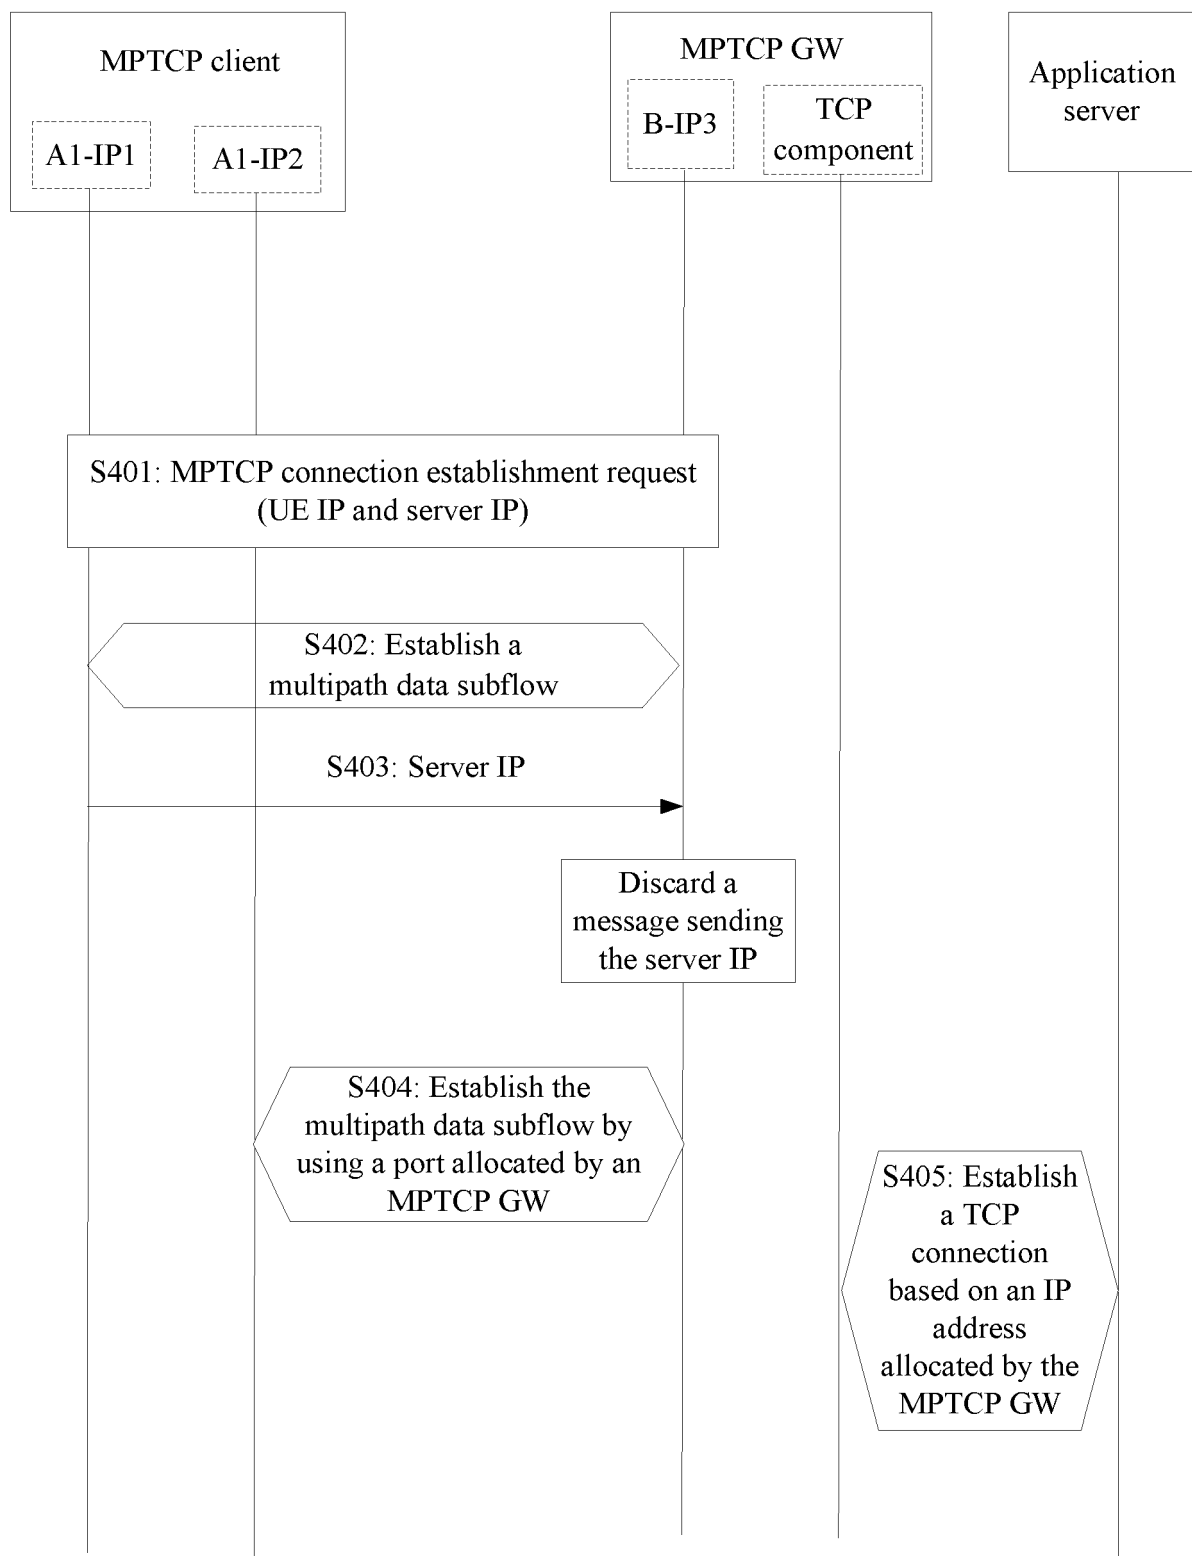 MPTCP client
A1-IP1
A1-IP2
MPTCP GW
B-IP3
TCP
component
Application
server
S401: MPTCP connection establishment request
(UE IP and server IP)
S402: Establish a
multipath data subflow
S403: Server IP
Discard a
message sending
the server IP
S404: Establish the
multipath data subflow by
using a port allocated by an
MPTCP GW
S405: Establish
a TCP
connection
based on an IP
address
allocated by the
MPTCP GW